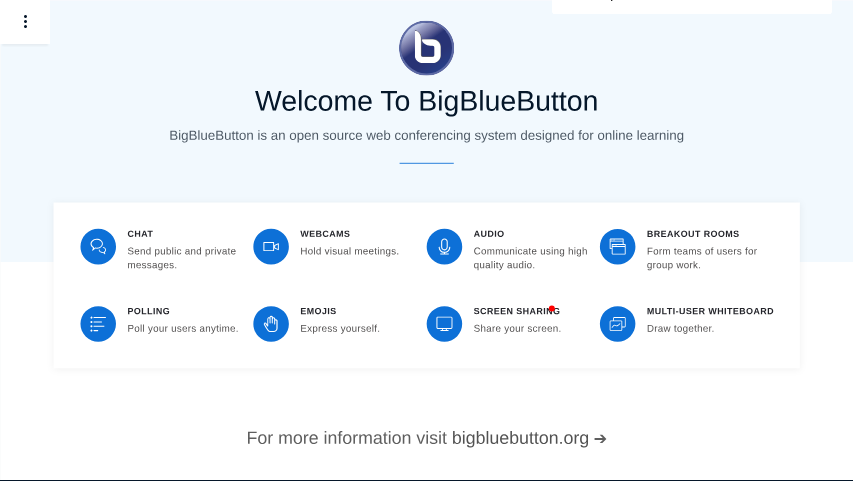 Welcome To BigBlueButton
BigBlueButton is an open source web conferencing system designed for online learning
CHAT
Send public and private
messages.
WEBCAMS
Hold visual meetings.
AUDIO
Communicate using high
quality audio.
BREAKOUT ROOMS
Form teams of users for
group work.
POLLING
Poll your users anytime.
EMOJIS
Express yourself.
SCREEN SHARING
Share your screen.
MULTI-USER WHITEBOARD
Draw together.
For more information visit bigbluebutton.org ➔